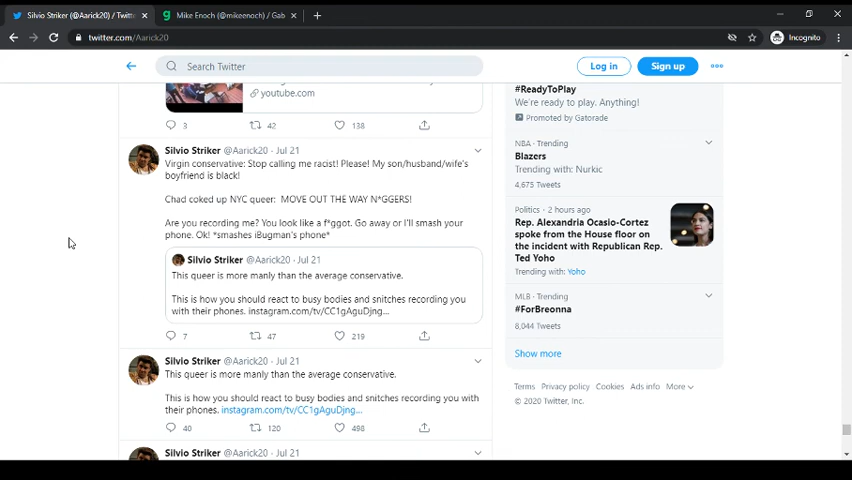 Silvio Striker (@Aarick20) / Twitt
Mike Enoch (@mikeenoch) / Gab
twitter.com/Aarick20
Incognito
Search Twitter
Log in
Sign up
youtube.com
3 42 138
Silvio Striker @Aarick20 · Jul 21
Virgin conservative: Stop calling me racist! Please! My son/husband/wife's
boyfriend is black!
Chad coked up NYC queer: MOVE OUT THE WAY N*GGERS!
Are you recording me? You look like a f*ggot. Go away or I'll smash your
phone. Ok! *smashes iBugman's phone*
Silvio Striker @Aarick20 · Jul 21
This queer is more manly than the average conservative.
This is how you should react to busy bodies and snitches recording you
with their phones. instagram.com/tv/CC1gAguDjng...
7 47 219
Silvio Striker @Aarick20 · Jul 21
This queer is more manly than the average conservative.
This is how you should react to busy bodies and snitches recording you with
their phones. instagram.com/tv/CC1gAguDjng...
40 120 498
Silvio Striker @Aarick20 · Jul 21
#ReadyToPlay
We're ready to play. Anything!
Promoted by Gatorade
NBA · Trending
Blazers
Trending with: Nurkic
4,675 Tweets
Politics · 2 hours ago
Rep. Alexandria Ocasio-Cortez
spoke from the House floor on
the incident with Republican Rep.
Ted Yoho
Trending with: Yoho
MLB · Trending
#ForBreonna
8,044 Tweets
Show more
Terms Privacy policy Cookies Ads info More
© 2020 Twitter, Inc.